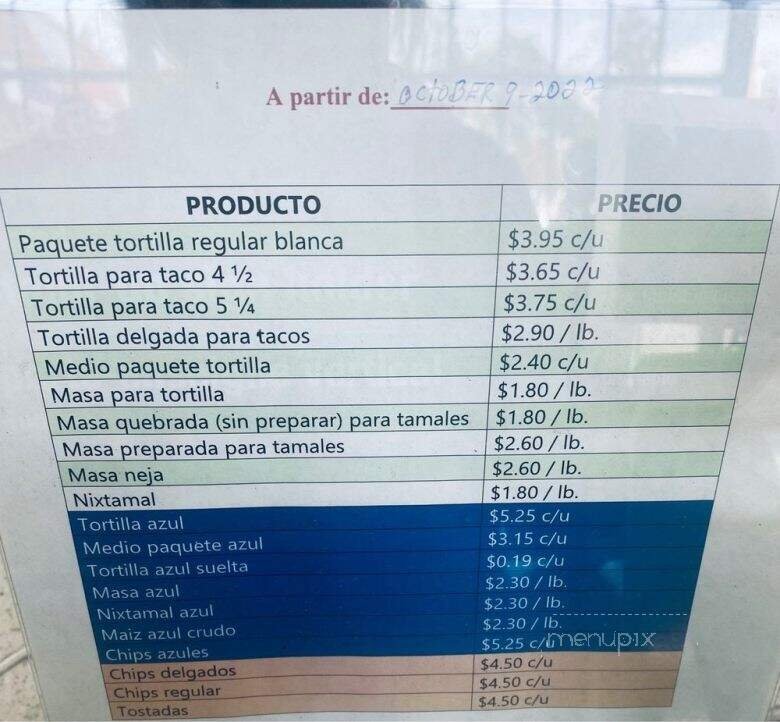 A partir de: OCTOBER 9-2022
PRODUCTO PRECIO
Paquete tortilla regular blanca $3.95 c/u
Tortilla para taco 4 ½ $3.65 c/u
Tortilla para taco 5 ¼ $3.75 c/u
Tortilla delgada para tacos $2.90 / lb.
Medio paquete tortilla $2.40 c/u
Masa para tortilla $1.80 / lb.
Masa quebrada (sin preparar) para tamales $1.80 / lb.
Masa preparada para tamales $2.60 / lb.
Masa neja $2.60 / lb.
Nixtamal $1.80 / lb.
Tortilla azul $5.25 c/u
Medio paquete azul $3.15 c/u
Tortilla azul suelta $0.19 c/u
Masa azul $2.30 / lb.
Nixtamal azul $2.30 / lb.
Maiz azul crudo $2.30 / lb.
Chips azules $5.25 c/u
menupix
Chips delgados $4.50 c/u
Chips regular $4.50 c/u
Tostadas $4.50 c/u